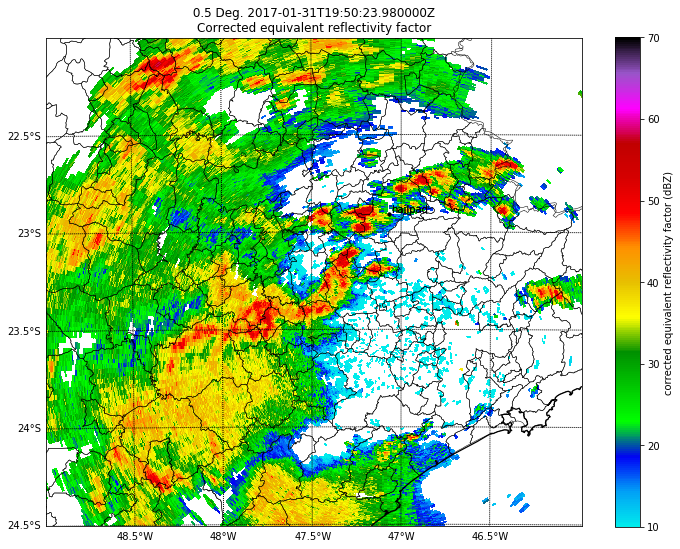 0.5 Deg. 2017-01-31T19:50:23.980000Z
Corrected equivalent reflectivity factor
22.5°S
23°S
23.5°S
24°S
24.5°S
48.5°W
48°W
47.5°W
47°W
46.5°W
70
60
50
40
30
20
10
corrected equivalent reflectivity factor (dBZ)